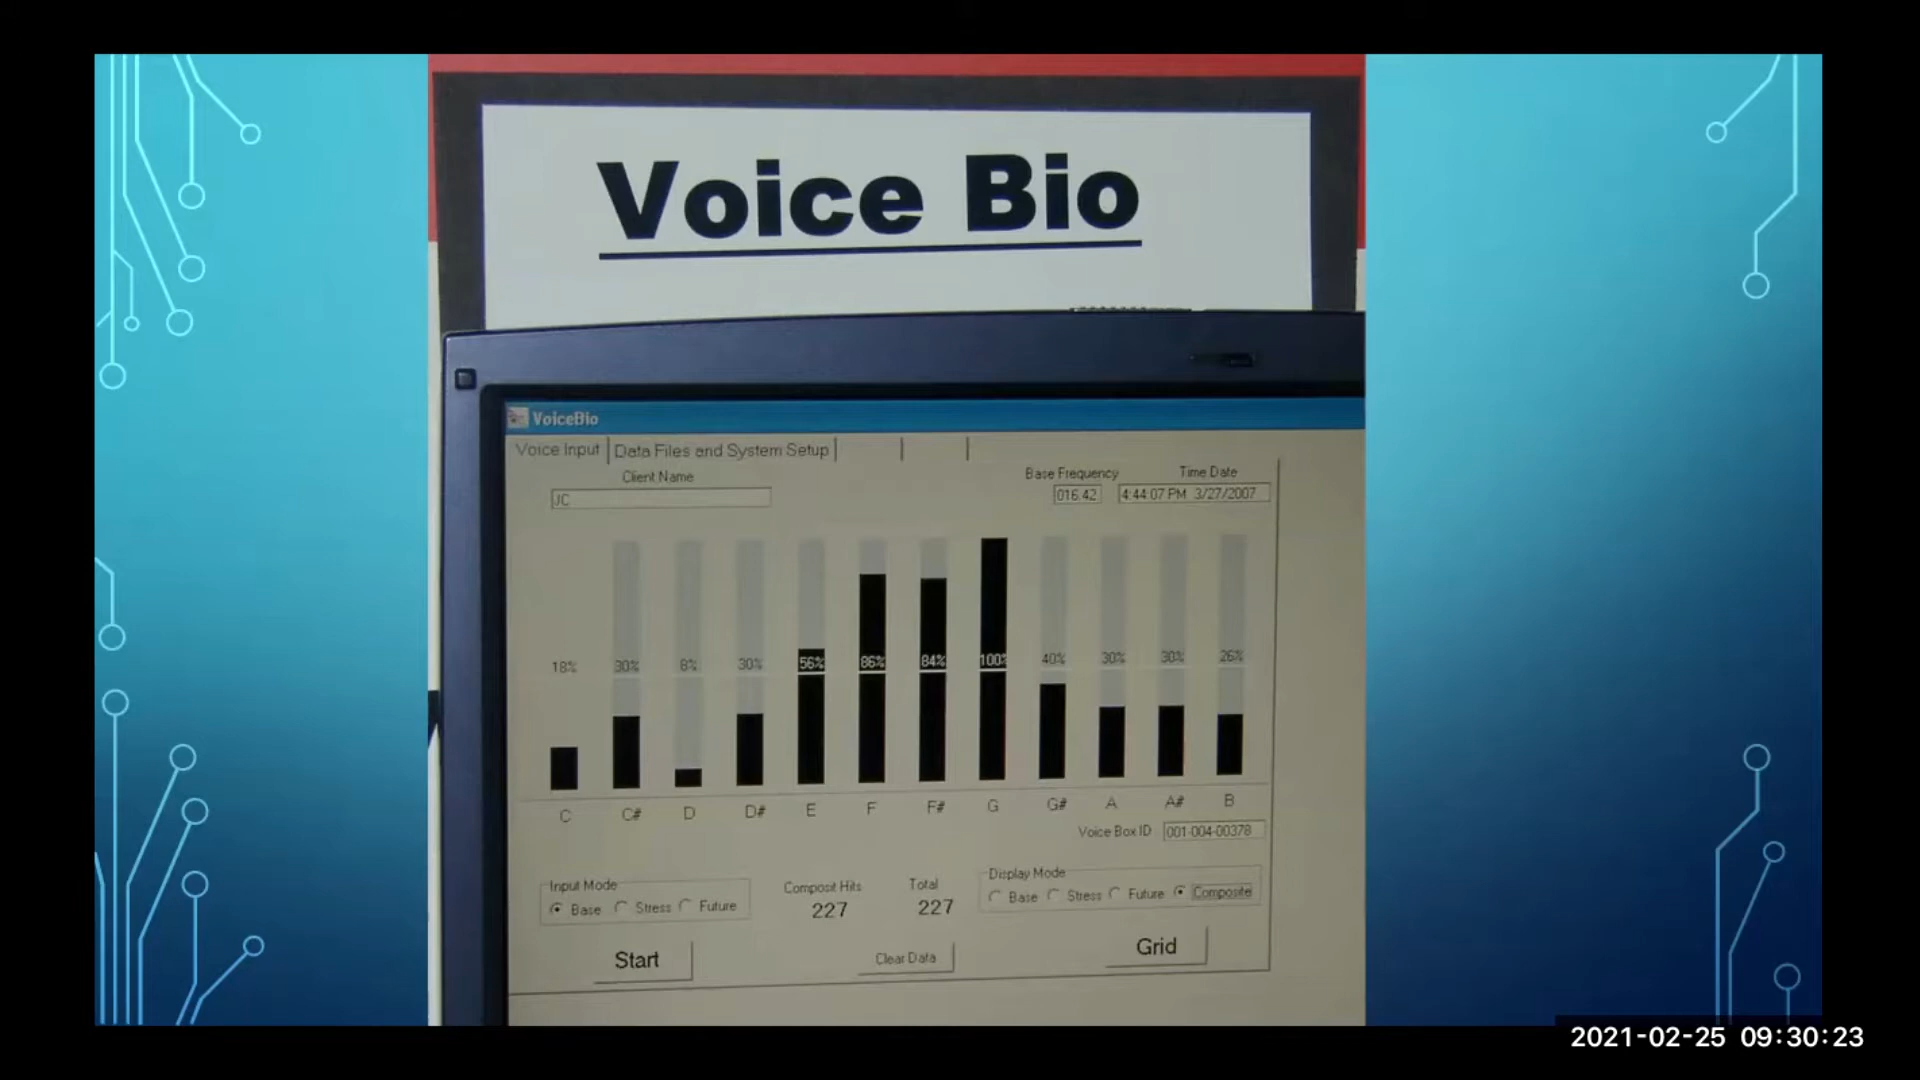 Voice Bio
VoiceBio
Voice Input Data Files and System Setup
Client Name Base Frequency Time Date
JC 016.42 4:44:07 PM 3/27/2007
18% 30% 8% 30% 56% 86% 84% 100% 40% 30% 30% 26%
C C# D D# E F F# G G# A A# B
Voice Box ID 001-004-00378
Input Mode Composit Hits Total Display Mode
Base Stress Future 227 227 Base Stress Future Composite
Start Clear Data Grid
2021-02-25 09:30:23